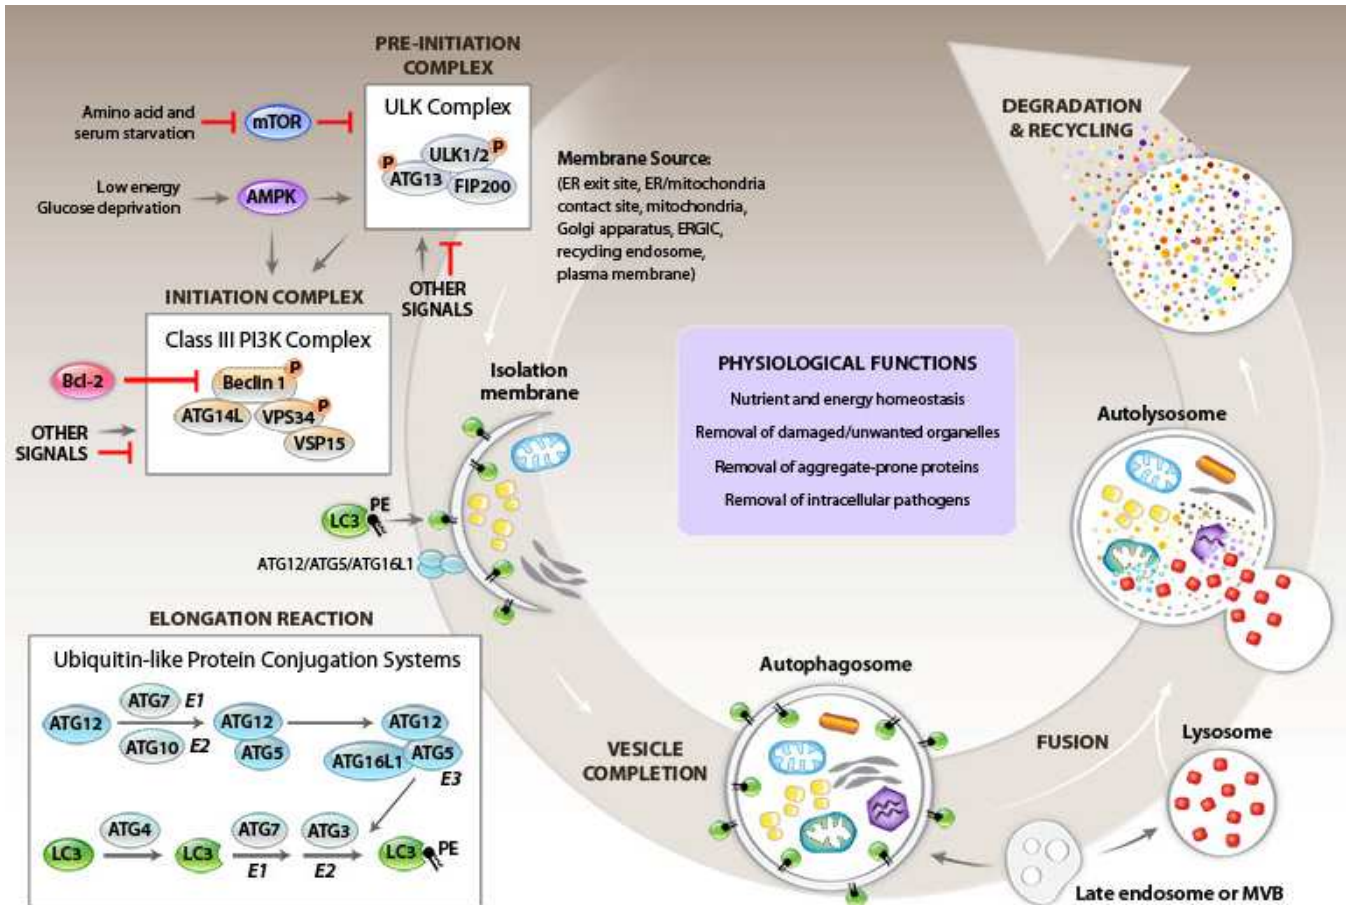 PRE-INITIATION
COMPLEX
ULK Complex
Amino acid and
serum starvation
mTOR
P
ULK1/2
P
ATG13
FIP200
Low energy
Glucose deprivation
AMPK
OTHER
SIGNALS
Membrane Source:
(ER exit site, ER/mitochondria
contact site, mitochondria,
Golgi apparatus, ERGIC,
recycling endosome,
plasma membrane)
DEGRADATION
& RECYCLING
INITIATION COMPLEX
Class III PI3K Complex
Bcl-2
P
Beclin 1
ATG14L
VPS34
P
VSP15
OTHER
SIGNALS
Isolation
membrane
PHYSIOLOGICAL FUNCTIONS
Nutrient and energy homeostasis
Removal of damaged/unwanted organelles
Removal of aggregate-prone proteins
Removal of intracellular pathogens
Autolysosome
LC3
PE
ATG12/ATG5/ATG16L1
ELONGATION REACTION
Ubiquitin-like Protein Conjugation Systems
ATG12
ATG7
E1
ATG10
E2
ATG12
ATG5
ATG12
ATG16L1
ATG5
E3
LC3
ATG4
LC3
ATG7
E1
ATG3
E2
LC3
PE
Autophagosome
VESICLE
COMPLETION
FUSION
Lysosome
Late endosome or MVB